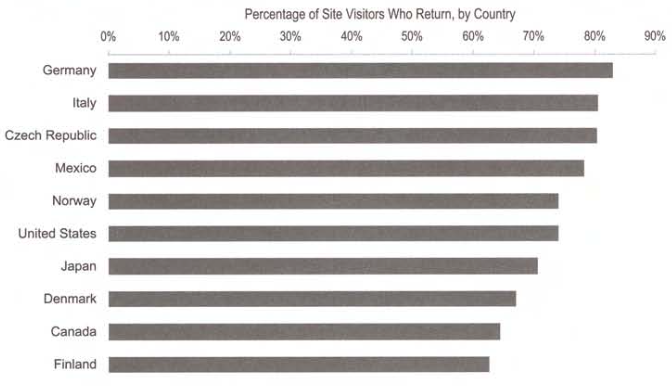 Percentage of Site Visitors Who Return, by Country
0% 10% 20% 30% 40% 50% 60% 70% 80% 90%
Germany
Italy
Czech Republic
Mexico
Norway
United States
Japan
Denmark
Canada
Finland